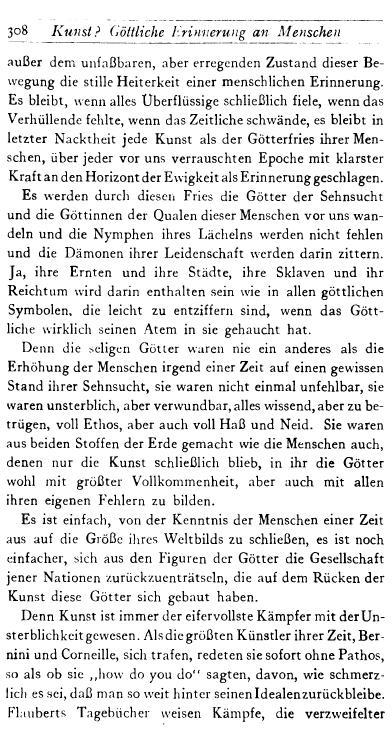 308 Kunst? Göttliche Erinnerung an Menschen
außer dem unfaßbaren, aber erregenden Zustand dieser Be-
wegung die stille Heiterkeit einer menschlichen Erinnerung.
Es bleibt, wenn alles Überflüssige schließlich fiele, wenn das
Verhüllende fehlte, wenn das Zeitliche schwände, es bleibt in
letzter Nacktheit jede Kunst als der Götterfries ihrer Men-
schen, über jeder vor uns verrauschten Epoche mit klarster
Kraft an den Horizont der Ewigkeit als Erinnerung geschlagen.
Es werden durch diesen Fries die Götter der Sehnsucht
und die Göttinnen der Qualen dieser Menschen vor uns wan-
deln und die Nymphen ihres Lächelns werden nicht fehlen
und die Dämonen ihrer Leidenschaft werden darin zittern.
Ja, ihre Ernten und ihre Städte, ihre Sklaven und ihr
Reichtum wird darin enthalten sein wie in allen göttlichen
Symbolen, die leicht zu entziffern sind, wenn das Gött-
liche wirklich seinen Atem in sie gehaucht hat.
Denn die seligen Götter waren nie ein anderes als die
Erhöhung der Menschen irgend einer Zeit auf einen gewissen
Stand ihrer Sehnsucht, sie waren nicht einmal unfehlbar, sie
waren unsterblich, aber verwundbar, alles wissend, aber zu be-
trügen, voll Ethos, aber auch voll Haß und Neid. Sie waren
aus beiden Stoffen der Erde gemacht wie die Menschen auch,
denen nur die Kunst schließlich blieb, in ihr die Götter
wohl mit größter Vollkommenheit, aber auch mit allen
ihren eigenen Fehlern zu bilden.
Es ist einfach, von der Kenntnis der Menschen einer Zeit
aus auf die Größe ihres Weltbilds zu schließen, es ist noch
einfacher, sich aus den Figuren der Götter die Gesellschaft
jener Nationen zurückzuenträtseln, die auf dem Rücken der
Kunst diese Götter sich gebaut haben.
Denn Kunst ist immer der eifervollste Kämpfer mit der Un-
sterblichkeit gewesen. Als die größten Künstler ihrer Zeit, Ber-
nini und Corneille, sich trafen, redeten sie sofort ohne Pathos,
so als ob sie „how do you do“ sagten, davon, wie schmerz-
lich es sei, daß man so weit hinter seinen Idealen zurückbleibe.
Flauberts Tagebücher weisen Kämpfe, die verzweifelter